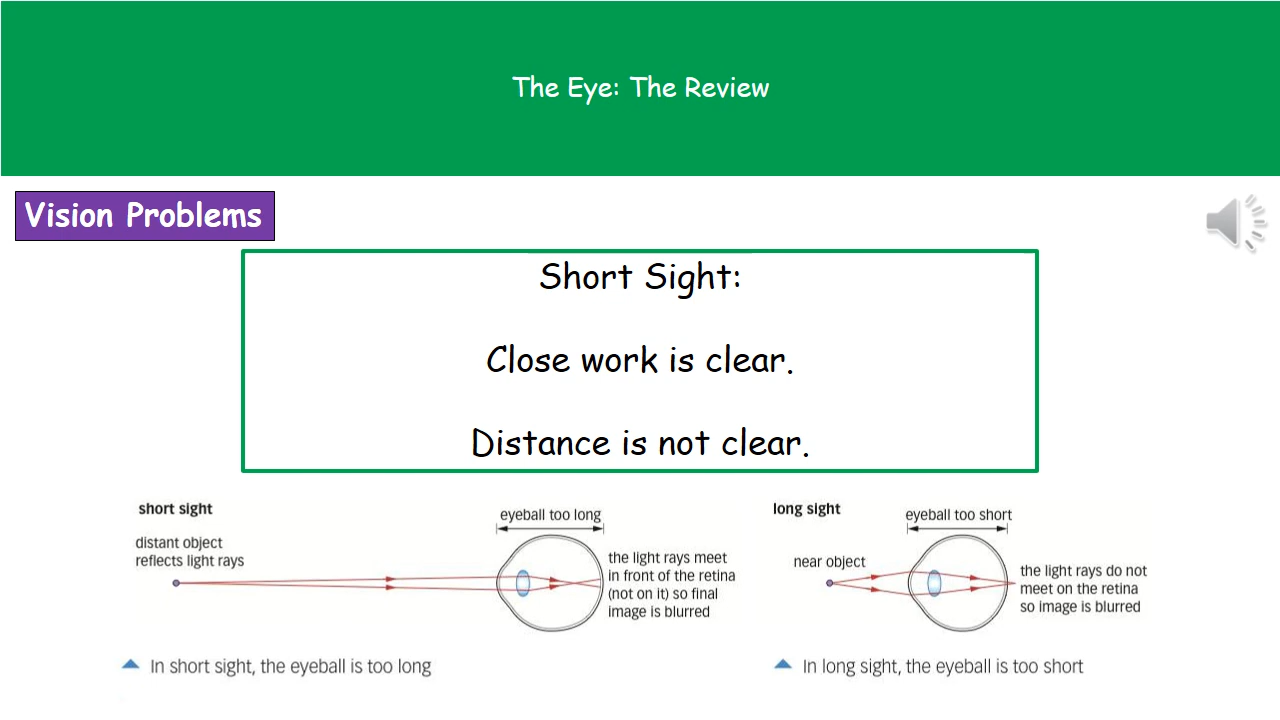 The Eye: The Review
Vision Problems
Short Sight:
Close work is clear.
Distance is not clear.
short sight
distant object
reflects light rays
eyeball too long
the light rays meet
in front of the retina
(not on it) so final
image is blurred
In short sight, the eyeball is too long
long sight
near object
eyeball too short
the light rays do not
meet on the retina
so image is blurred
In long sight, the eyeball is too short